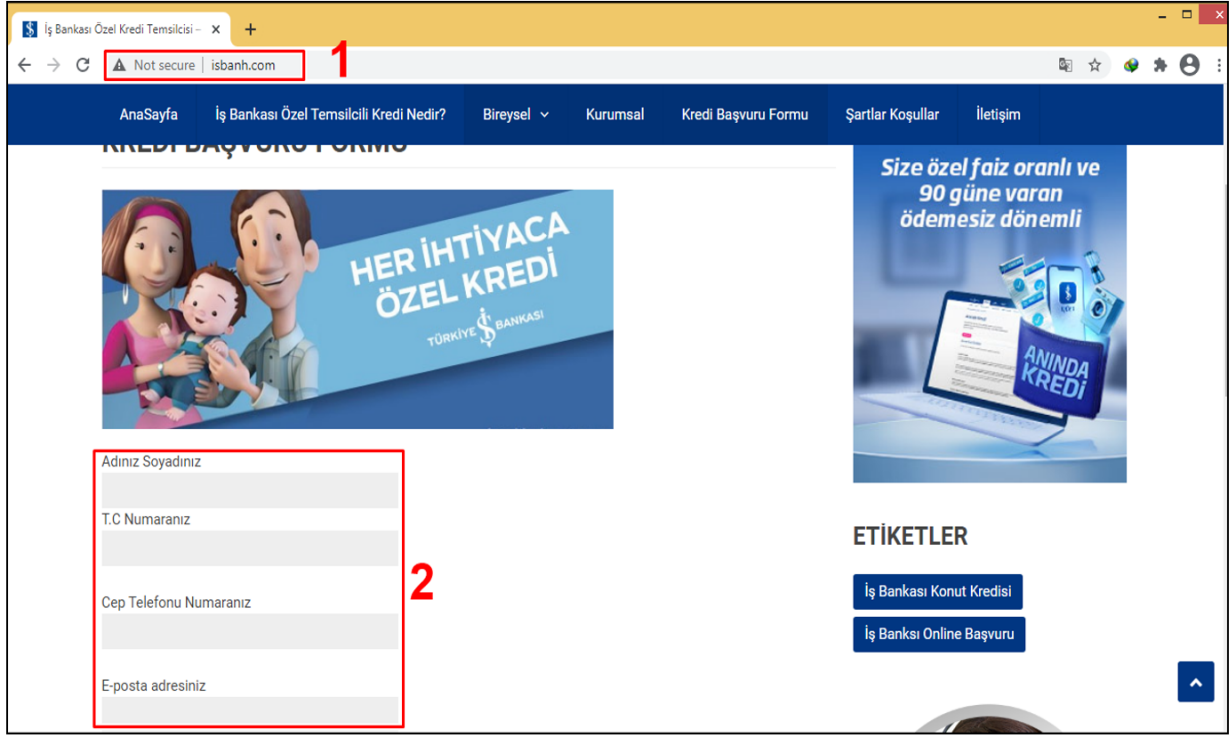 İş Bankası Özel Kredi Temsilcisi –
1
Not secure | isbanh.com
AnaSayfa İş Bankası Özel Temsilcili Kredi Nedir? Bireysel Kurumsal Kredi Başvuru Formu Şartlar Koşullar İletişim
KREDİ BAŞVURU FORMU
HER İHTİYACA
ÖZEL KREDİ
TÜRKİYE İŞ BANKASI
Size özel faiz oranlı ve
90 güne varan
ödemesiz dönemli
ANINDA
KREDİ
Adınız Soyadınız
T.C Numaranız
2
Cep Telefonu Numaranız
E-posta adresiniz
ETİKETLER
İş Bankası Konut Kredisi
İş Banksı Online Başvuru